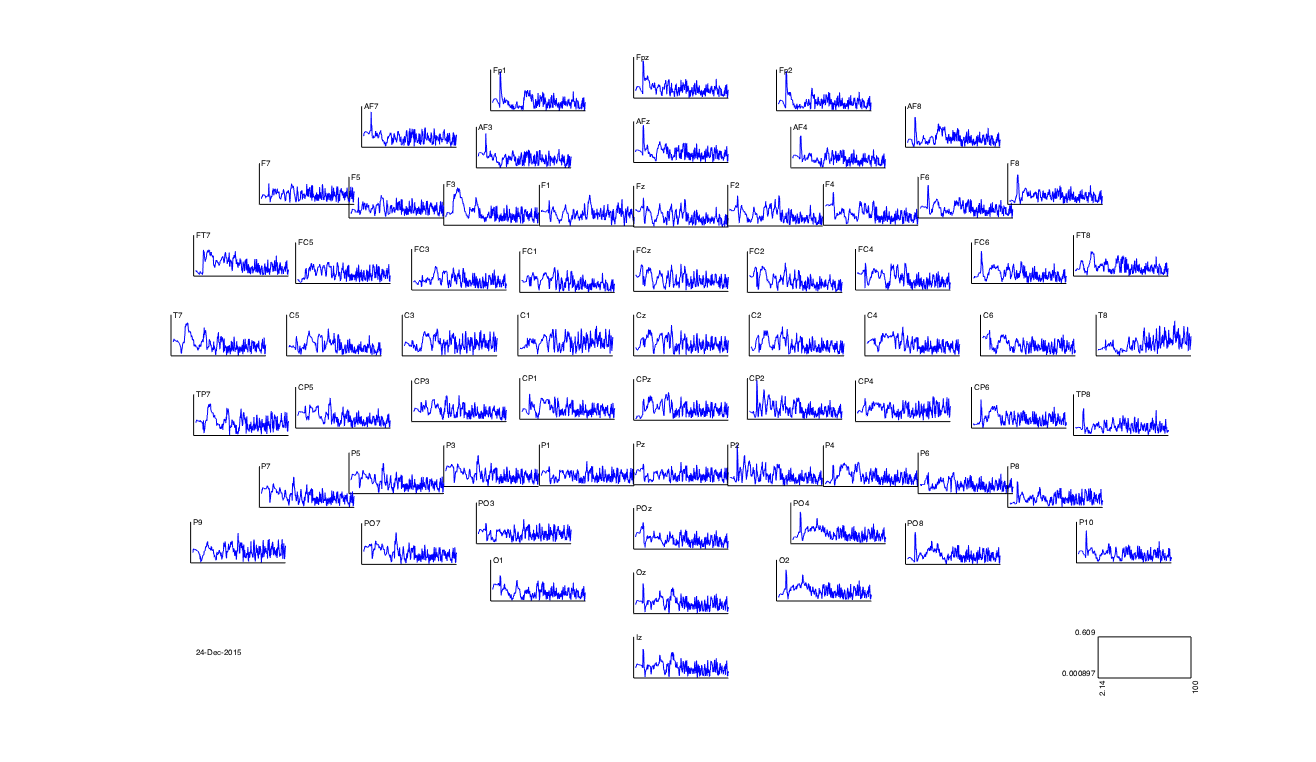 Fpz
Fp1
Fp2
AF7
AF8
AFz
AF3
AF4
F7
F8
F5
F6
F3
F1
Fz
F2
F4
FT7
FT8
FC5
FC6
FC3
FC1
FCz
FC2
FC4
T7
C5
C3
C1
Cz
C2
C4
C6
T8
CP3
CP1
CPz
CP2
CP4
CP5
CP6
TP7
TP8
P3
P1
Pz
P2
P4
P5
P6
P7
P8
PO3
POz
PO4
P9
PO7
PO8
P10
O1
Oz
O2
Iz
0.609
24-Dec-2015
0.000897
2.14
100